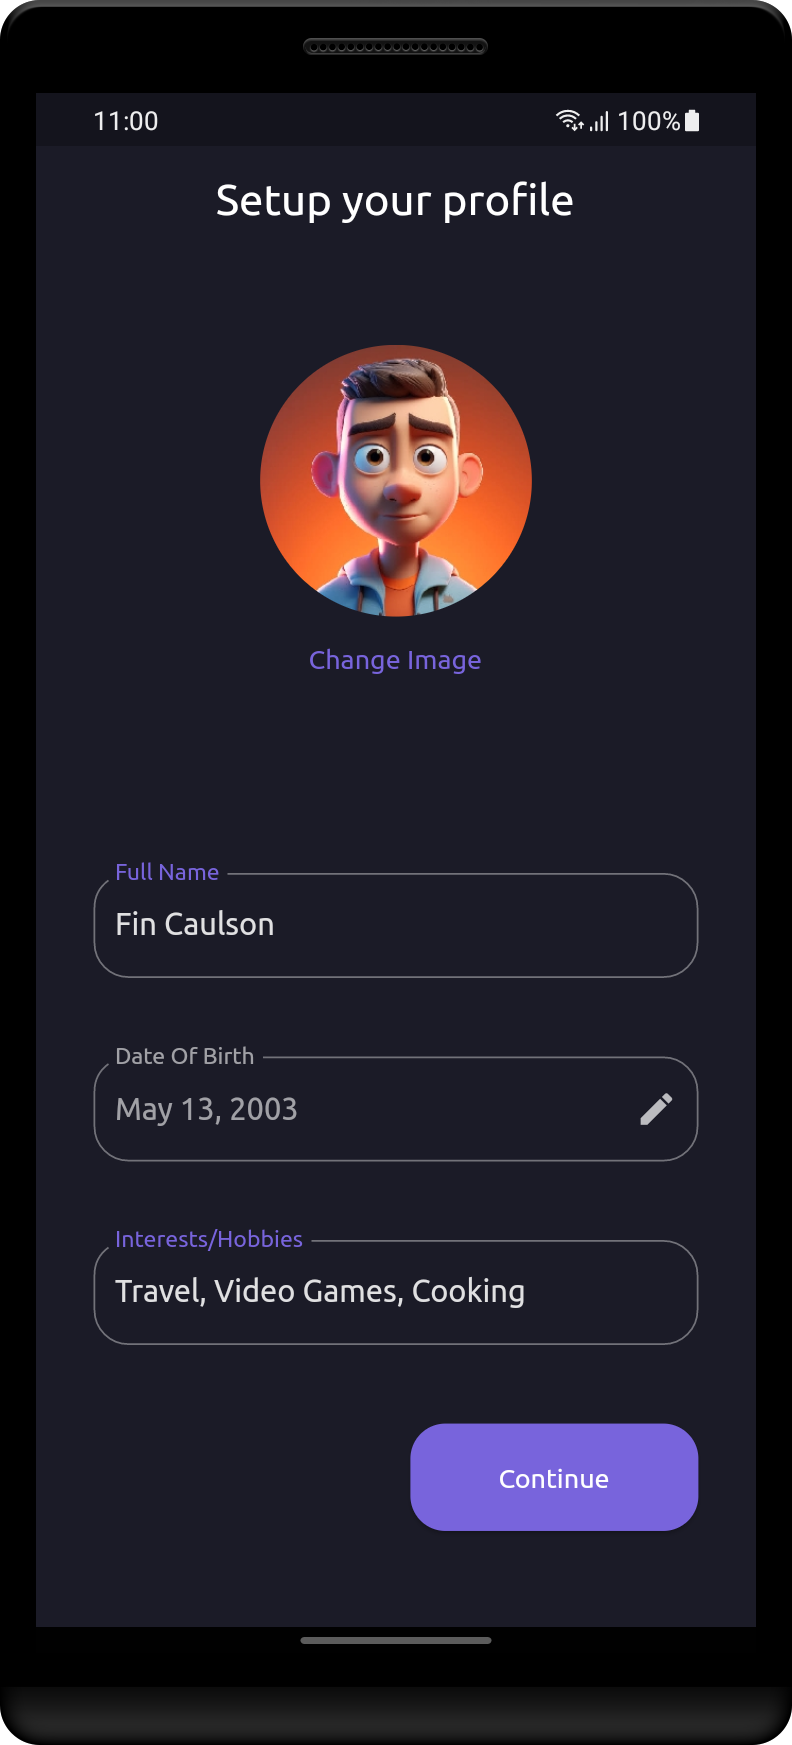 11:00 100%
Setup your profile
Change Image
Full Name
Fin Caulson
Date Of Birth
May 13, 2003
Interests/Hobbies
Travel, Video Games, Cooking
Continue